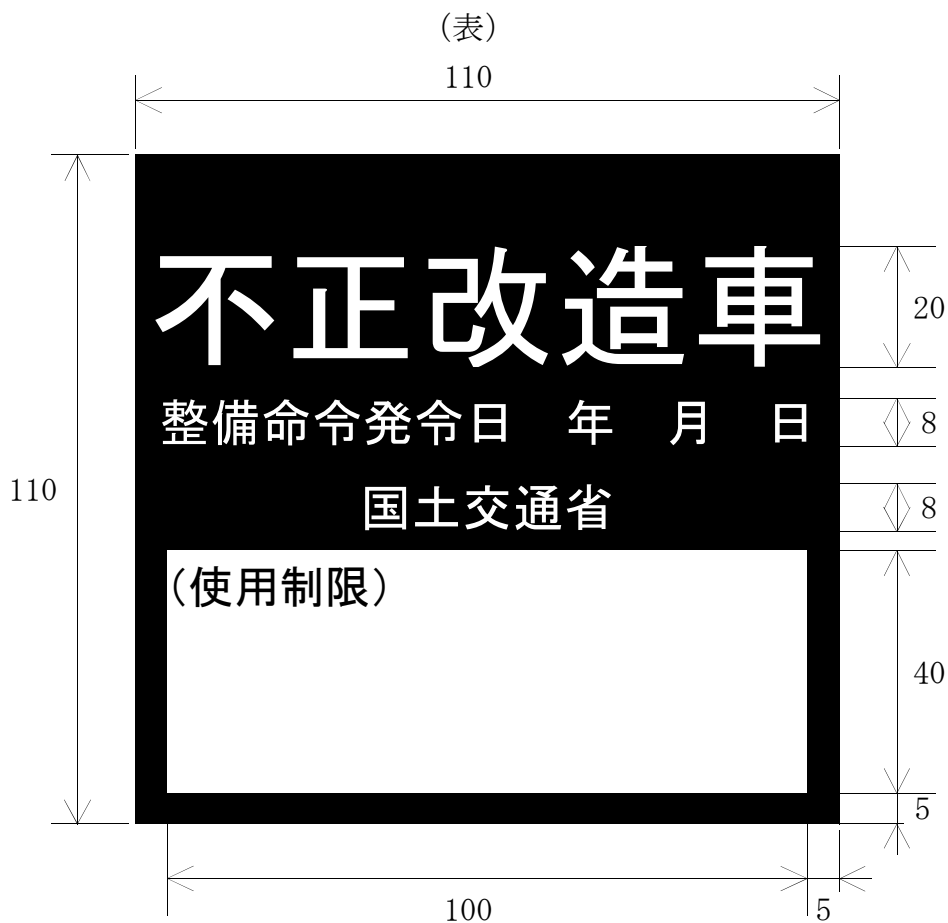 （表）
110
不正改造車
20
整備命令発令日　年　月　日
8
110
国土交通省
8
（使用制限）
40
5
100
5